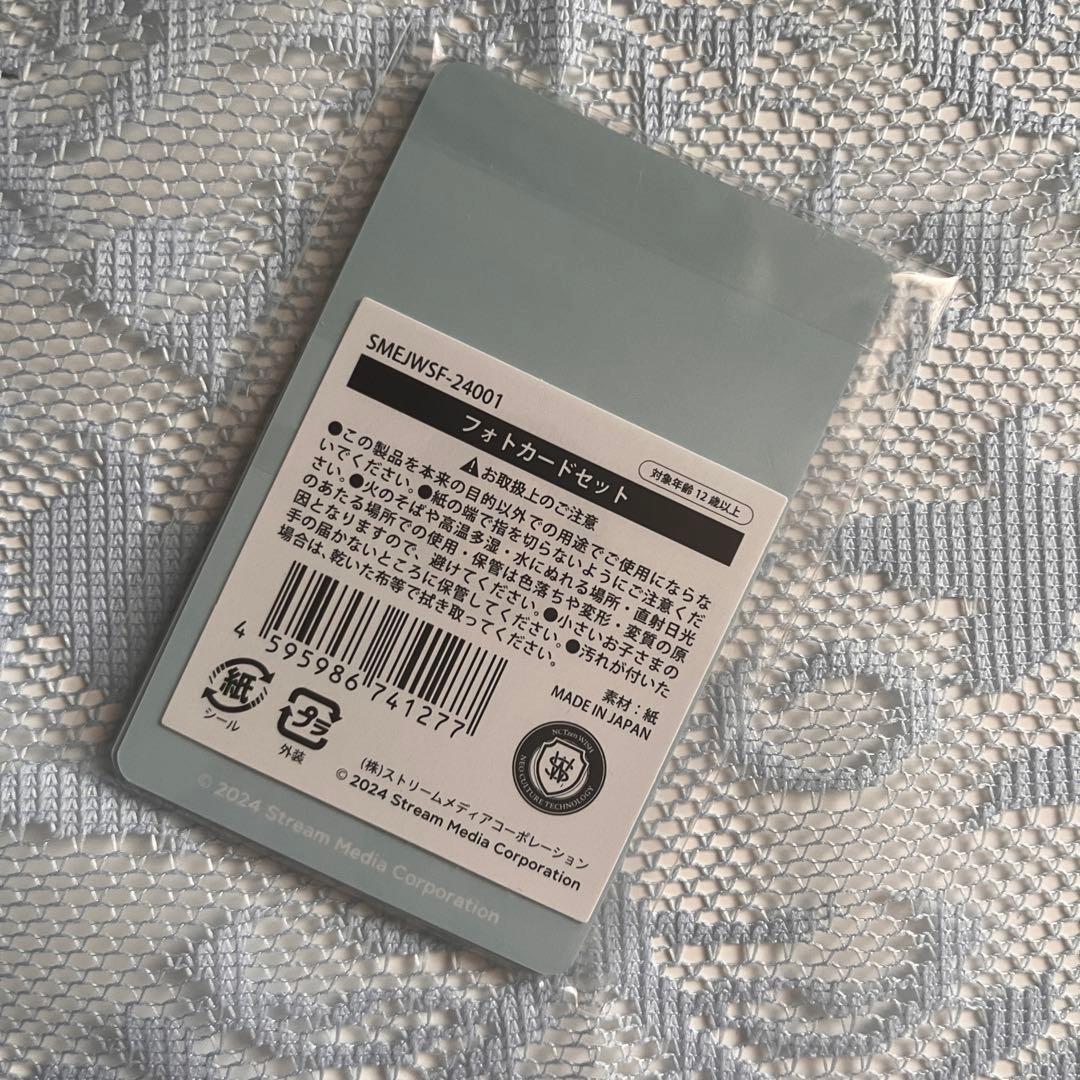 SMEJWSF-24001
フォトカードセット
対象年齢 12 歳以上
⚠お取扱上のご注意
●この製品を本来の目的以外での用途でご使用にならな
いでください。●紙の端で指を切らないようにご注意くだ
さい。●火のそばや高温多湿・水にぬれる場所・直射日光
のあたる場所での使用・保管は色落ちや変形・変質の原
因となりますので、避けてください。●小さいお子さまの
手の届かないところに保管してください。●汚れが付いた
場合は、乾いた布等で拭き取ってください。
4 595986 741277
素材：紙
MADE IN JAPAN
紙
シール
プラ
外装
NCTzen WISH
NEO CULTURE TECHNOLOGY
(株)ストリームメディアコーポレーション
© 2024 Stream Media Corporation
© 2024 Stream Media Corporation